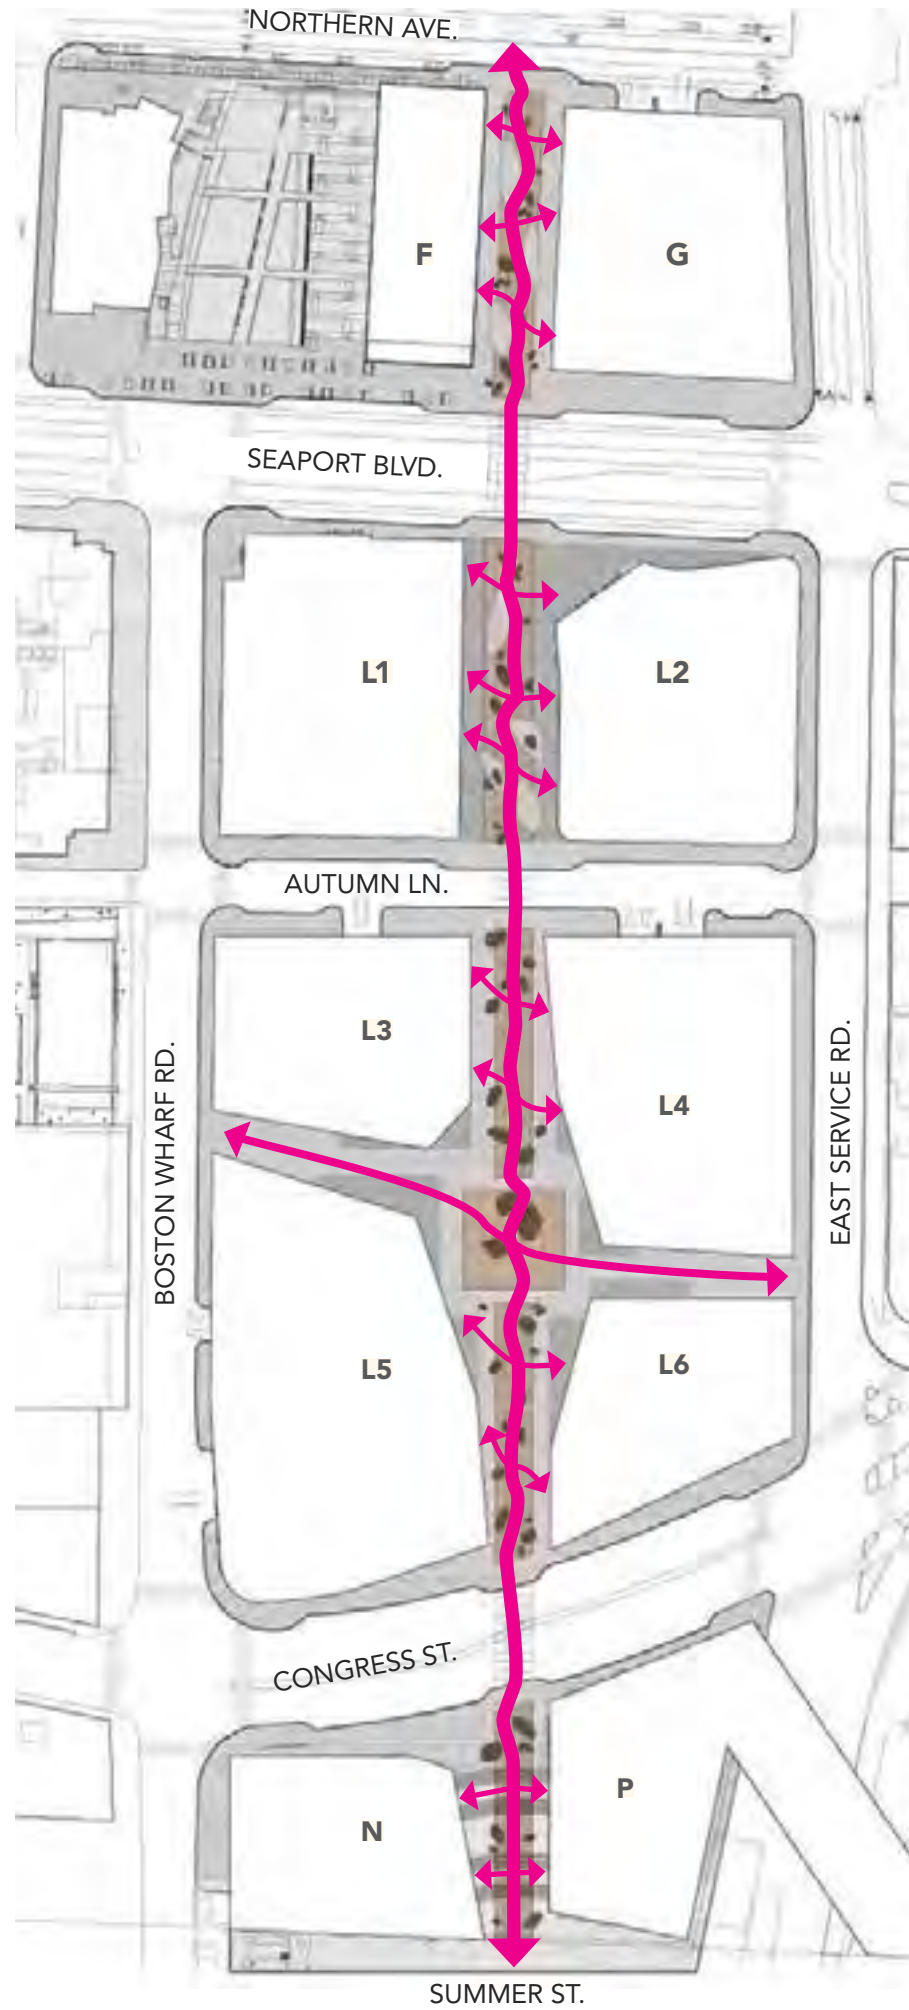 NORTHERN AVE.
F
G
SEAPORT BLVD.
L1
L2
AUTUMN LN.
L3
BOSTON WHARF RD.
L4
EAST SERVICE RD.
L5
L6
CONGRESS ST.
P
N
SUMMER ST.